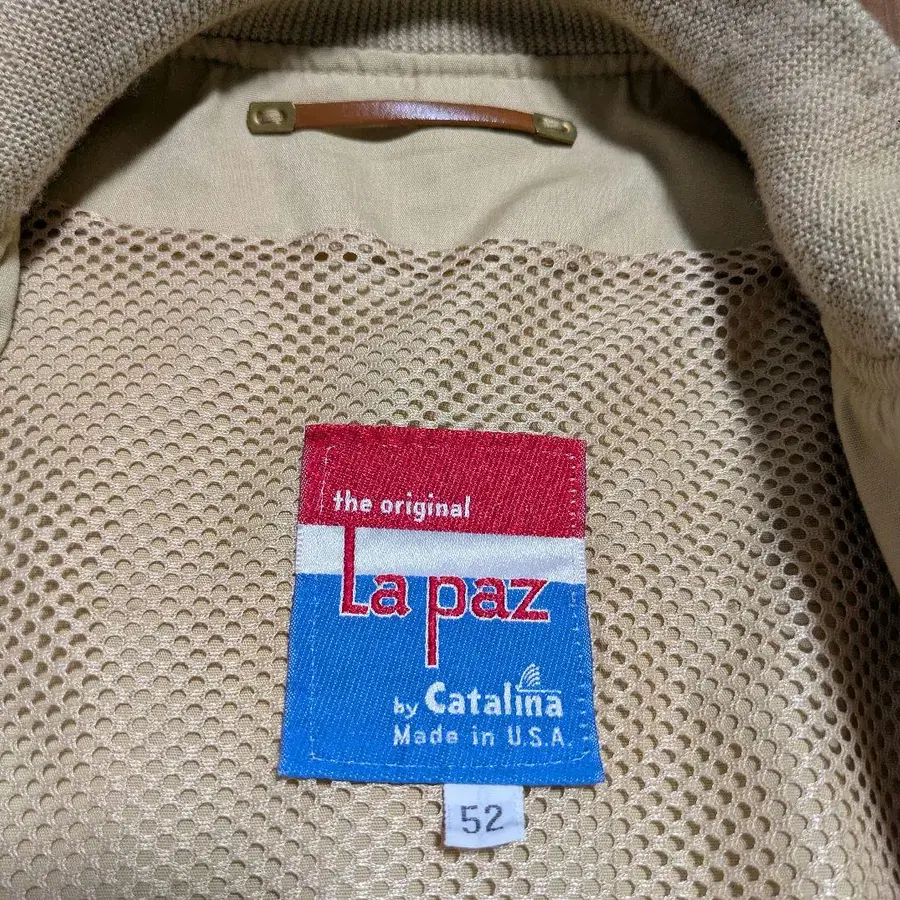 the original
La paz
by Catalina
Made in U.S.A.
52